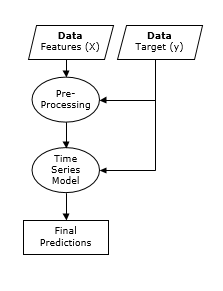 Data
Features (X)
Data
Target (y)
Pre-
Processing
Time
Series
Model
Final
Predictions